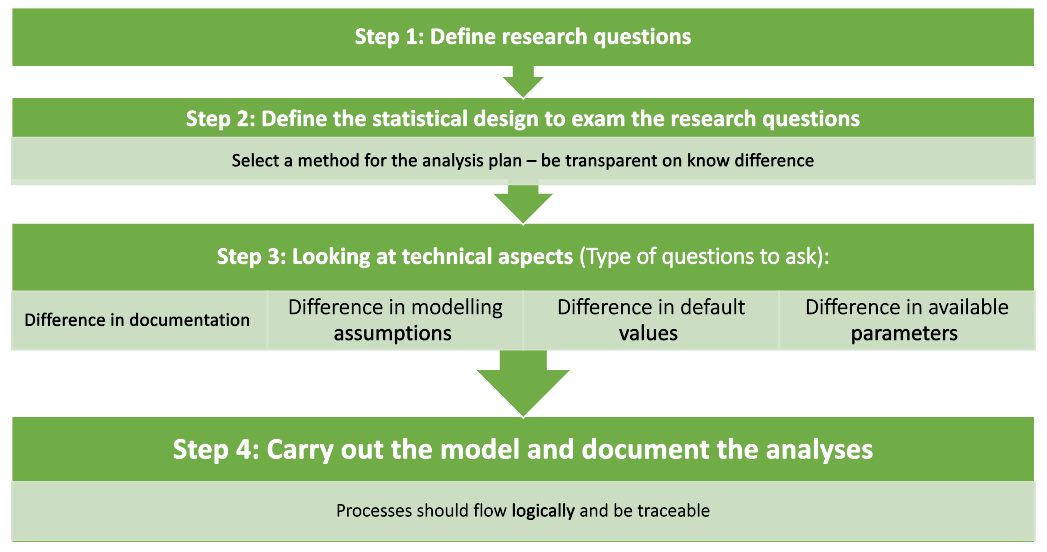 Step 1: Define research questions
Step 2: Define the statistical design to exam the research questions
Select a method for the analysis plan – be transparent on know difference
Step 3: Looking at technical aspects (Type of questions to ask):
Difference in documentation
Difference in modelling
assumptions
Difference in default
values
Difference in available
parameters
Step 4: Carry out the model and document the analyses
Processes should flow logically and be traceable